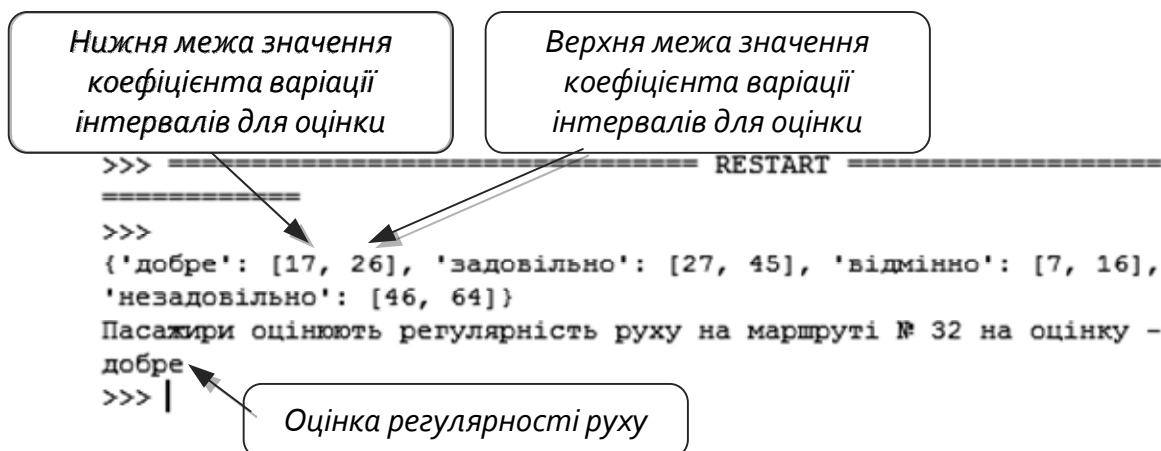 Нижня межа значення
коефіцієнта варіації
інтервалів для оцінки
Верхня межа значення
коефіцієнта варіації
інтервалів для оцінки
>>> ================================ RESTART ===================
============
>>>
{'добре': [17, 26], 'задовільно': [27, 45], 'відмінно': [7, 16],
'незадовільно': [46, 64]}
Пасажири оцінюють регулярність руху на маршруті № 32 на оцінку –
добре
>>>
Оцінка регулярності руху